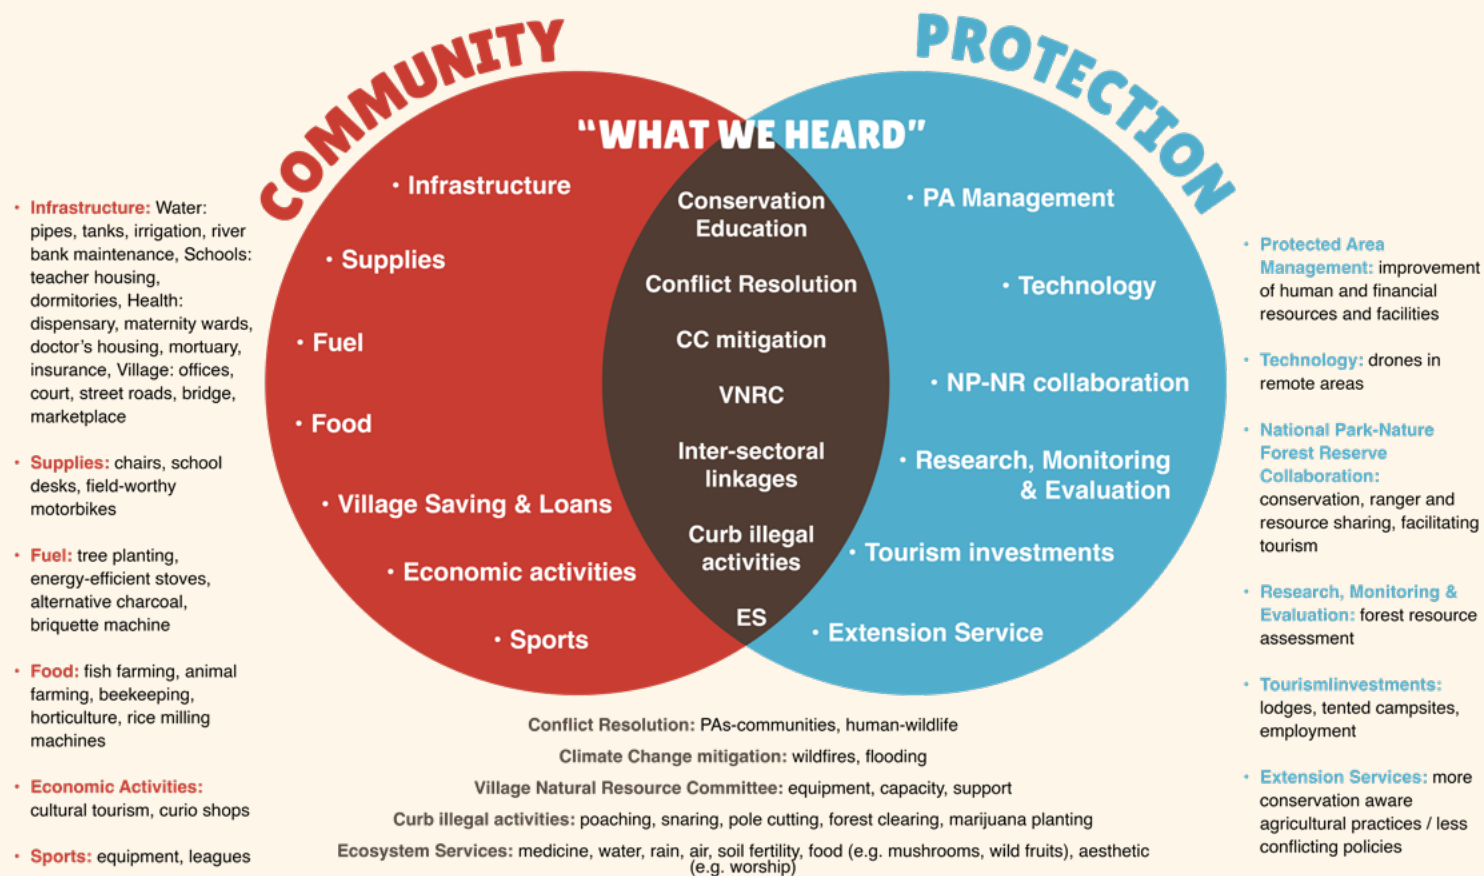 COMMUNITY
PROTECTION
“WHAT WE HEARD”
• Infrastructure
• Supplies
• Fuel
• Food
• Village Saving & Loans
• Economic activities
• Sports
Conservation
Education
Conflict Resolution
CC mitigation
VNRC
Inter-sectoral
linkages
Curb illegal
activities
ES
• PA Management
• Technology
• NP-NR collaboration
• Research, Monitoring
& Evaluation
• Tourism investments
• Extension Service
• Infrastructure: Water:
pipes, tanks, irrigation, river
bank maintenance, Schools:
teacher housing,
dormitories, Health:
dispensary, maternity wards,
doctor’s housing, mortuary,
insurance, Village: offices,
court, street roads, bridge,
marketplace
• Supplies: chairs, school
desks, field-worthy
motorbikes
• Fuel: tree planting,
energy-efficient stoves,
alternative charcoal,
briquette machine
• Food: fish farming, animal
farming, beekeeping,
horticulture, rice milling
machines
• Economic Activities:
cultural tourism, curio shops
• Sports: equipment, leagues
Conflict Resolution: PAs-communities, human-wildlife
Climate Change mitigation: wildfires, flooding
Village Natural Resource Committee: equipment, capacity, support
Curb illegal activities: poaching, snaring, pole cutting, forest clearing, marijuana planting
Ecosystem Services: medicine, water, rain, air, soil fertility, food (e.g. mushrooms, wild fruits), aesthetic
(e.g. worship)
• Protected Area
Management: improvement
of human and financial
resources and facilities
• Technology: drones in
remote areas
• National Park-Nature
Forest Reserve
Collaboration:
conservation, ranger and
resource sharing, facilitating
tourism
• Research, Monitoring &
Evaluation: forest resource
assessment
• Tourismlinvestments:
lodges, tented campsites,
employment
• Extension Services: more
conservation aware
agricultural practices / less
conflicting policies